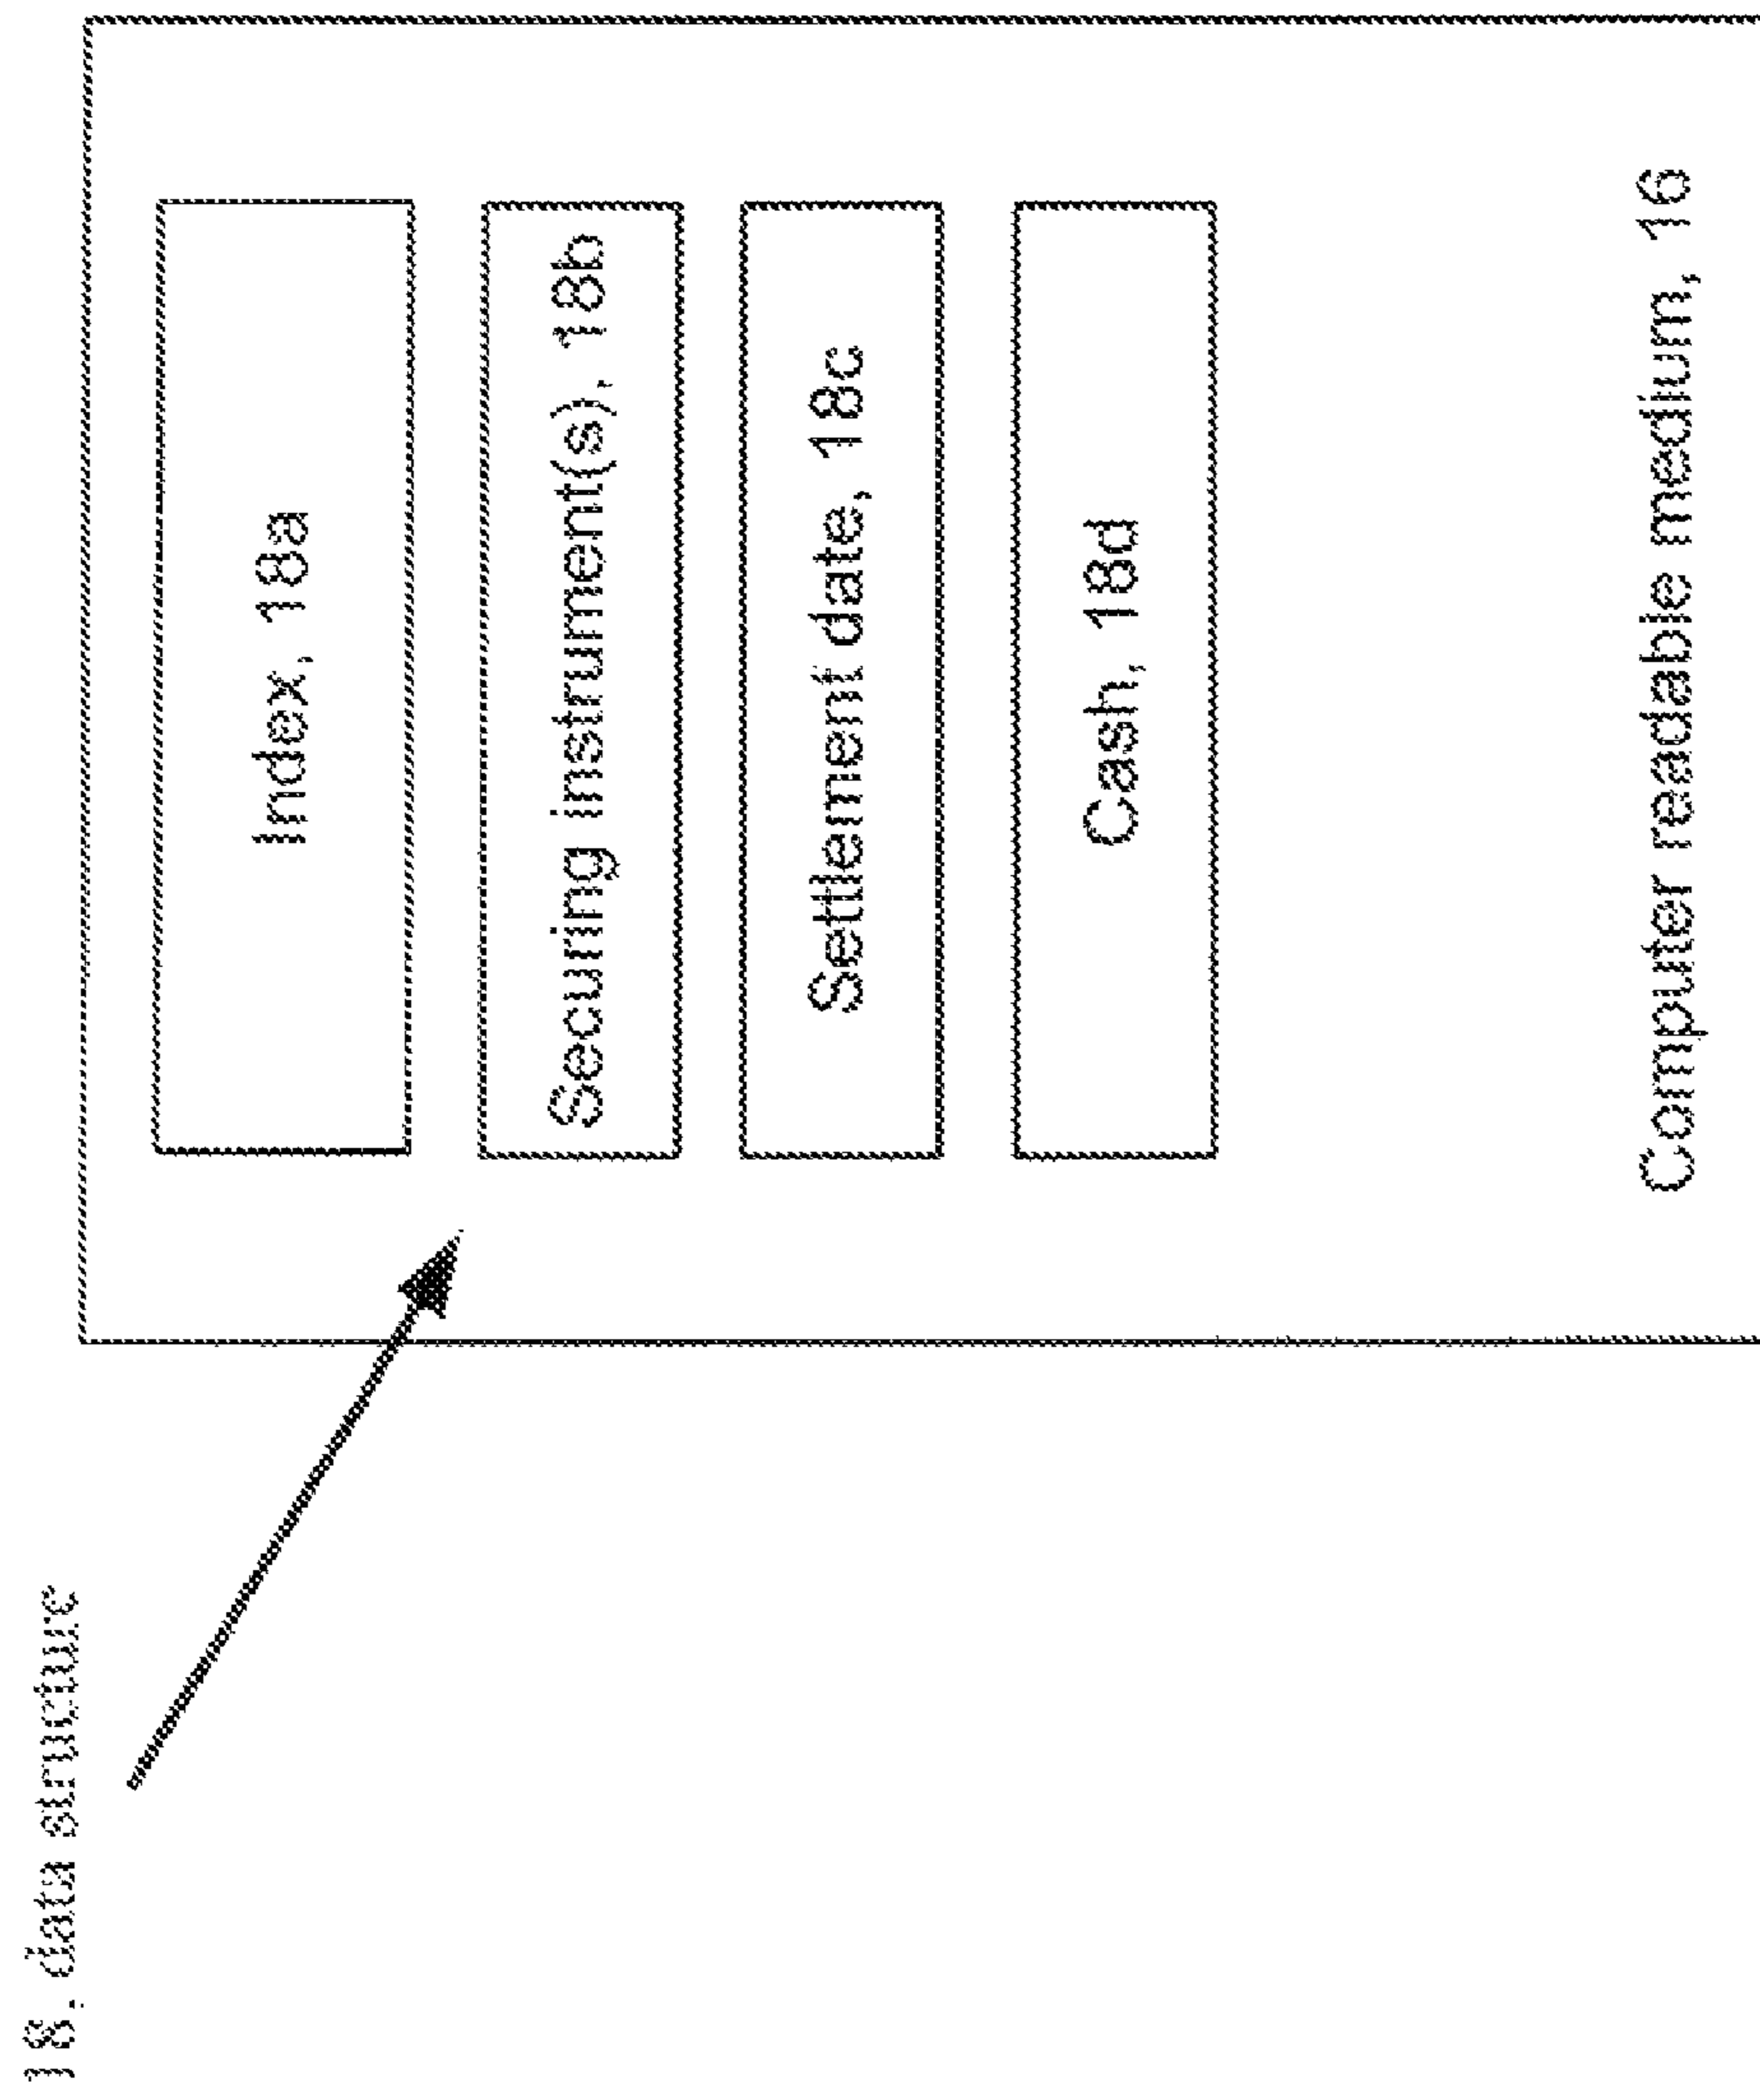 18. data structure
Index, 18a
Securing instrument(s), 18b
Settlement date, 18c
Cash, 18d
Computer readable medium, 16